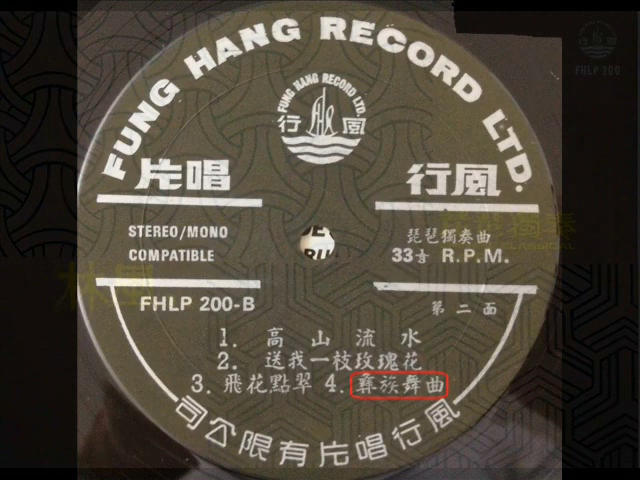 FUNG HANG RECORD LTD.
FUNG HANG RECORD LTD.
行 風
片唱 行風
STEREO/MONO
COMPATIBLE
琵琶獨奏曲
33⅓ R.P.M.
FHLP 200-B
第二面
1. 高山流水
2. 送我一枝玫瑰花
3. 飛花點翠 4. 彝族舞曲
司公限有片唱行風
FHLP 200